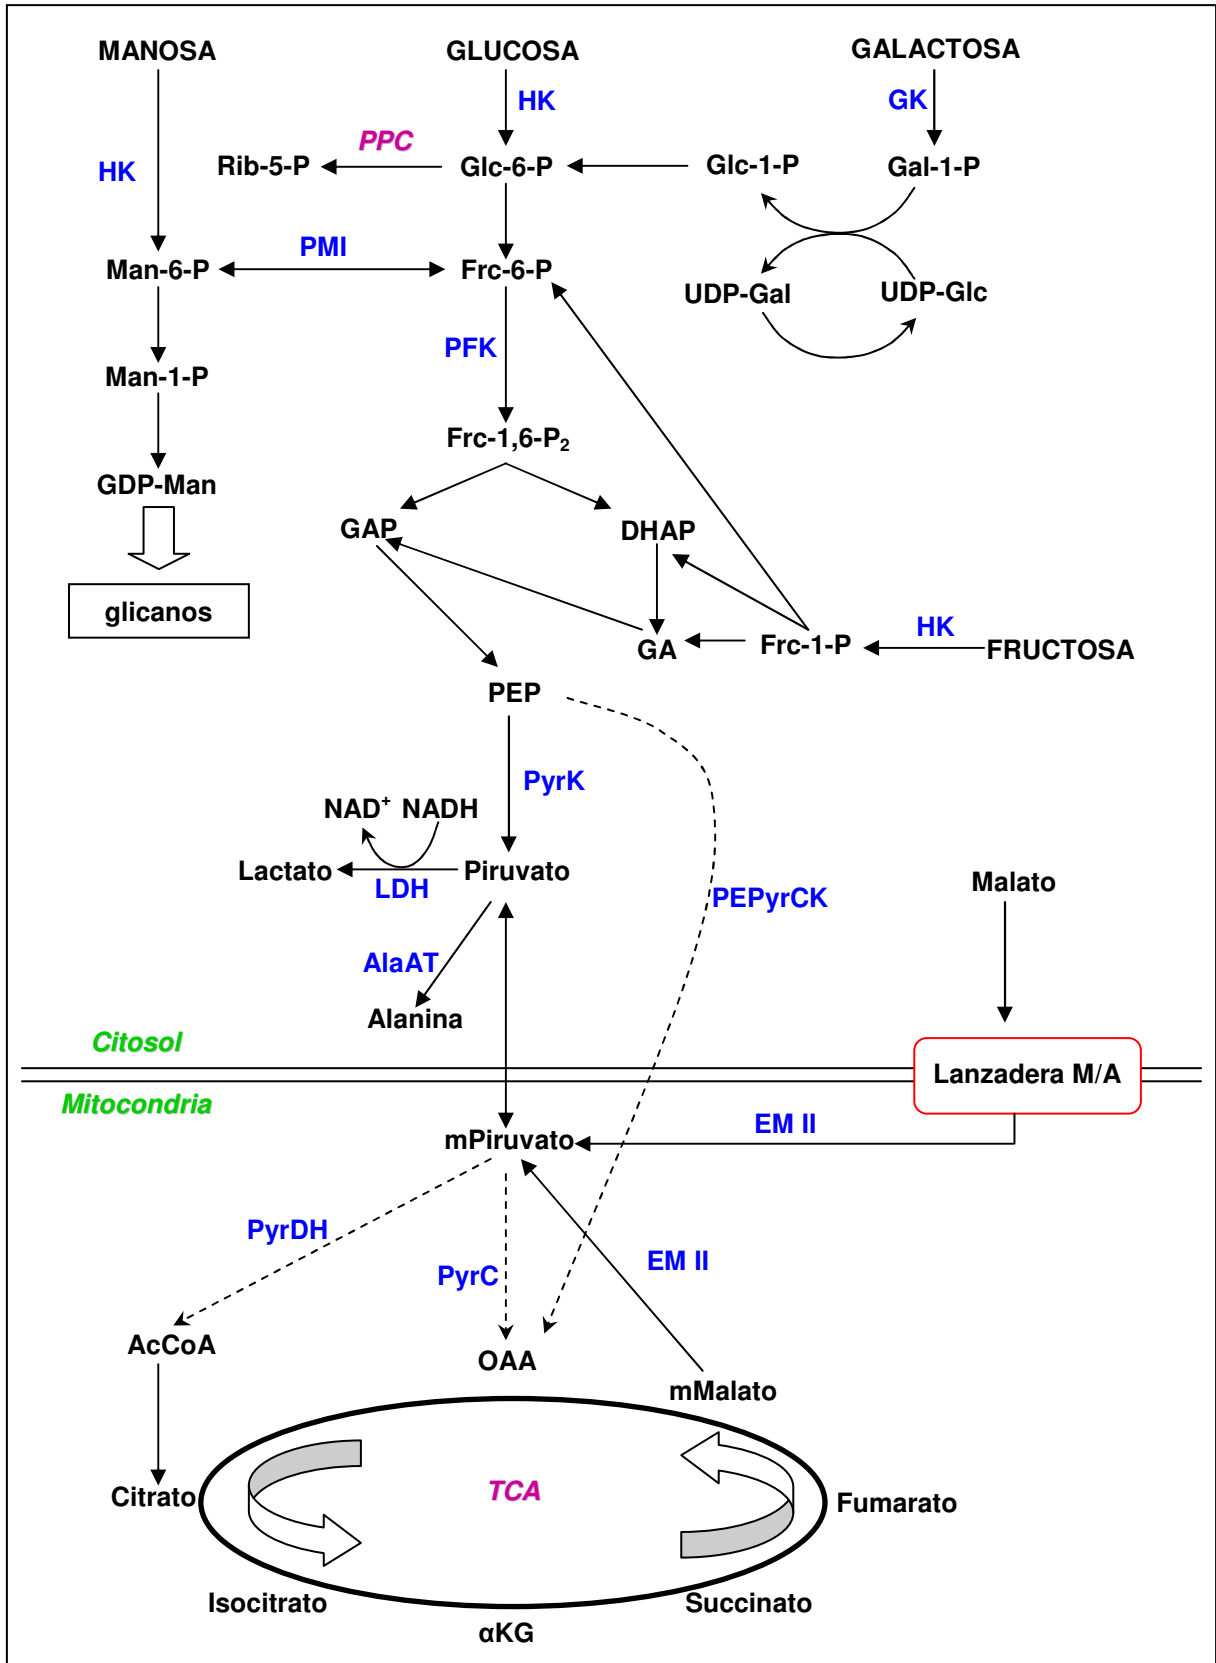 MANOSA GLUCOSA GALACTOSA
HK GK
PPC
HK Rib-5-P Glc-6-P Glc-1-P Gal-1-P
PMI
Man-6-P Frc-6-P
UDP-Gal UDP-Glc
PFK
Man-1-P
Frc-1,6-P₂
GDP-Man
GAP DHAP
glicanos
HK
GA Frc-1-P FRUCTOSA
PEP
PyrK
NAD⁺ NADH
Lactato Piruvato
LDH Malato
PEPyrCK
AlaAT
Alanina
Citosol
Lanzadera M/A
Mitocondria
EM II
mPiruvato
PyrDH
EM II
PyrC
AcCoA
OAA
mMalato
TCA
Citrato Fumarato
Isocitrato Succinato
αKG